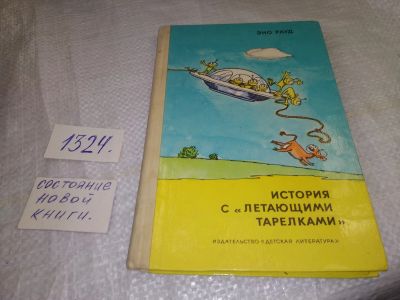 ЭНО РАУД
ИСТОРИЯ
С «ЛЕТАЮЩИМИ
ТАРЕЛКАМИ»
ИЗДАТЕЛЬСТВО «ДЕТСКАЯ ЛИТЕРАТУРА»
1324.
СОСТОЯНИЕ
НОВОЙ
КНИГИ.